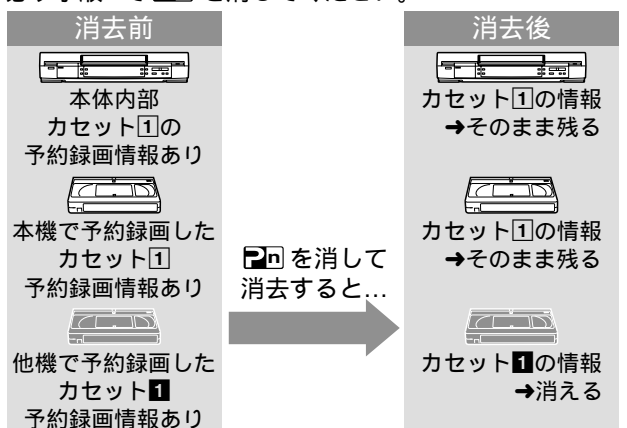 消去前
本体内部
カセット1の
予約録画情報あり
本機で予約録画した
カセット1
予約録画情報あり
他機で予約録画した
カセット1
予約録画情報あり
Pnを消して
消去すると…
消去後
カセット1の情報
➜そのまま残る
カセット1の情報
➜そのまま残る
カセット1の情報
➜消える